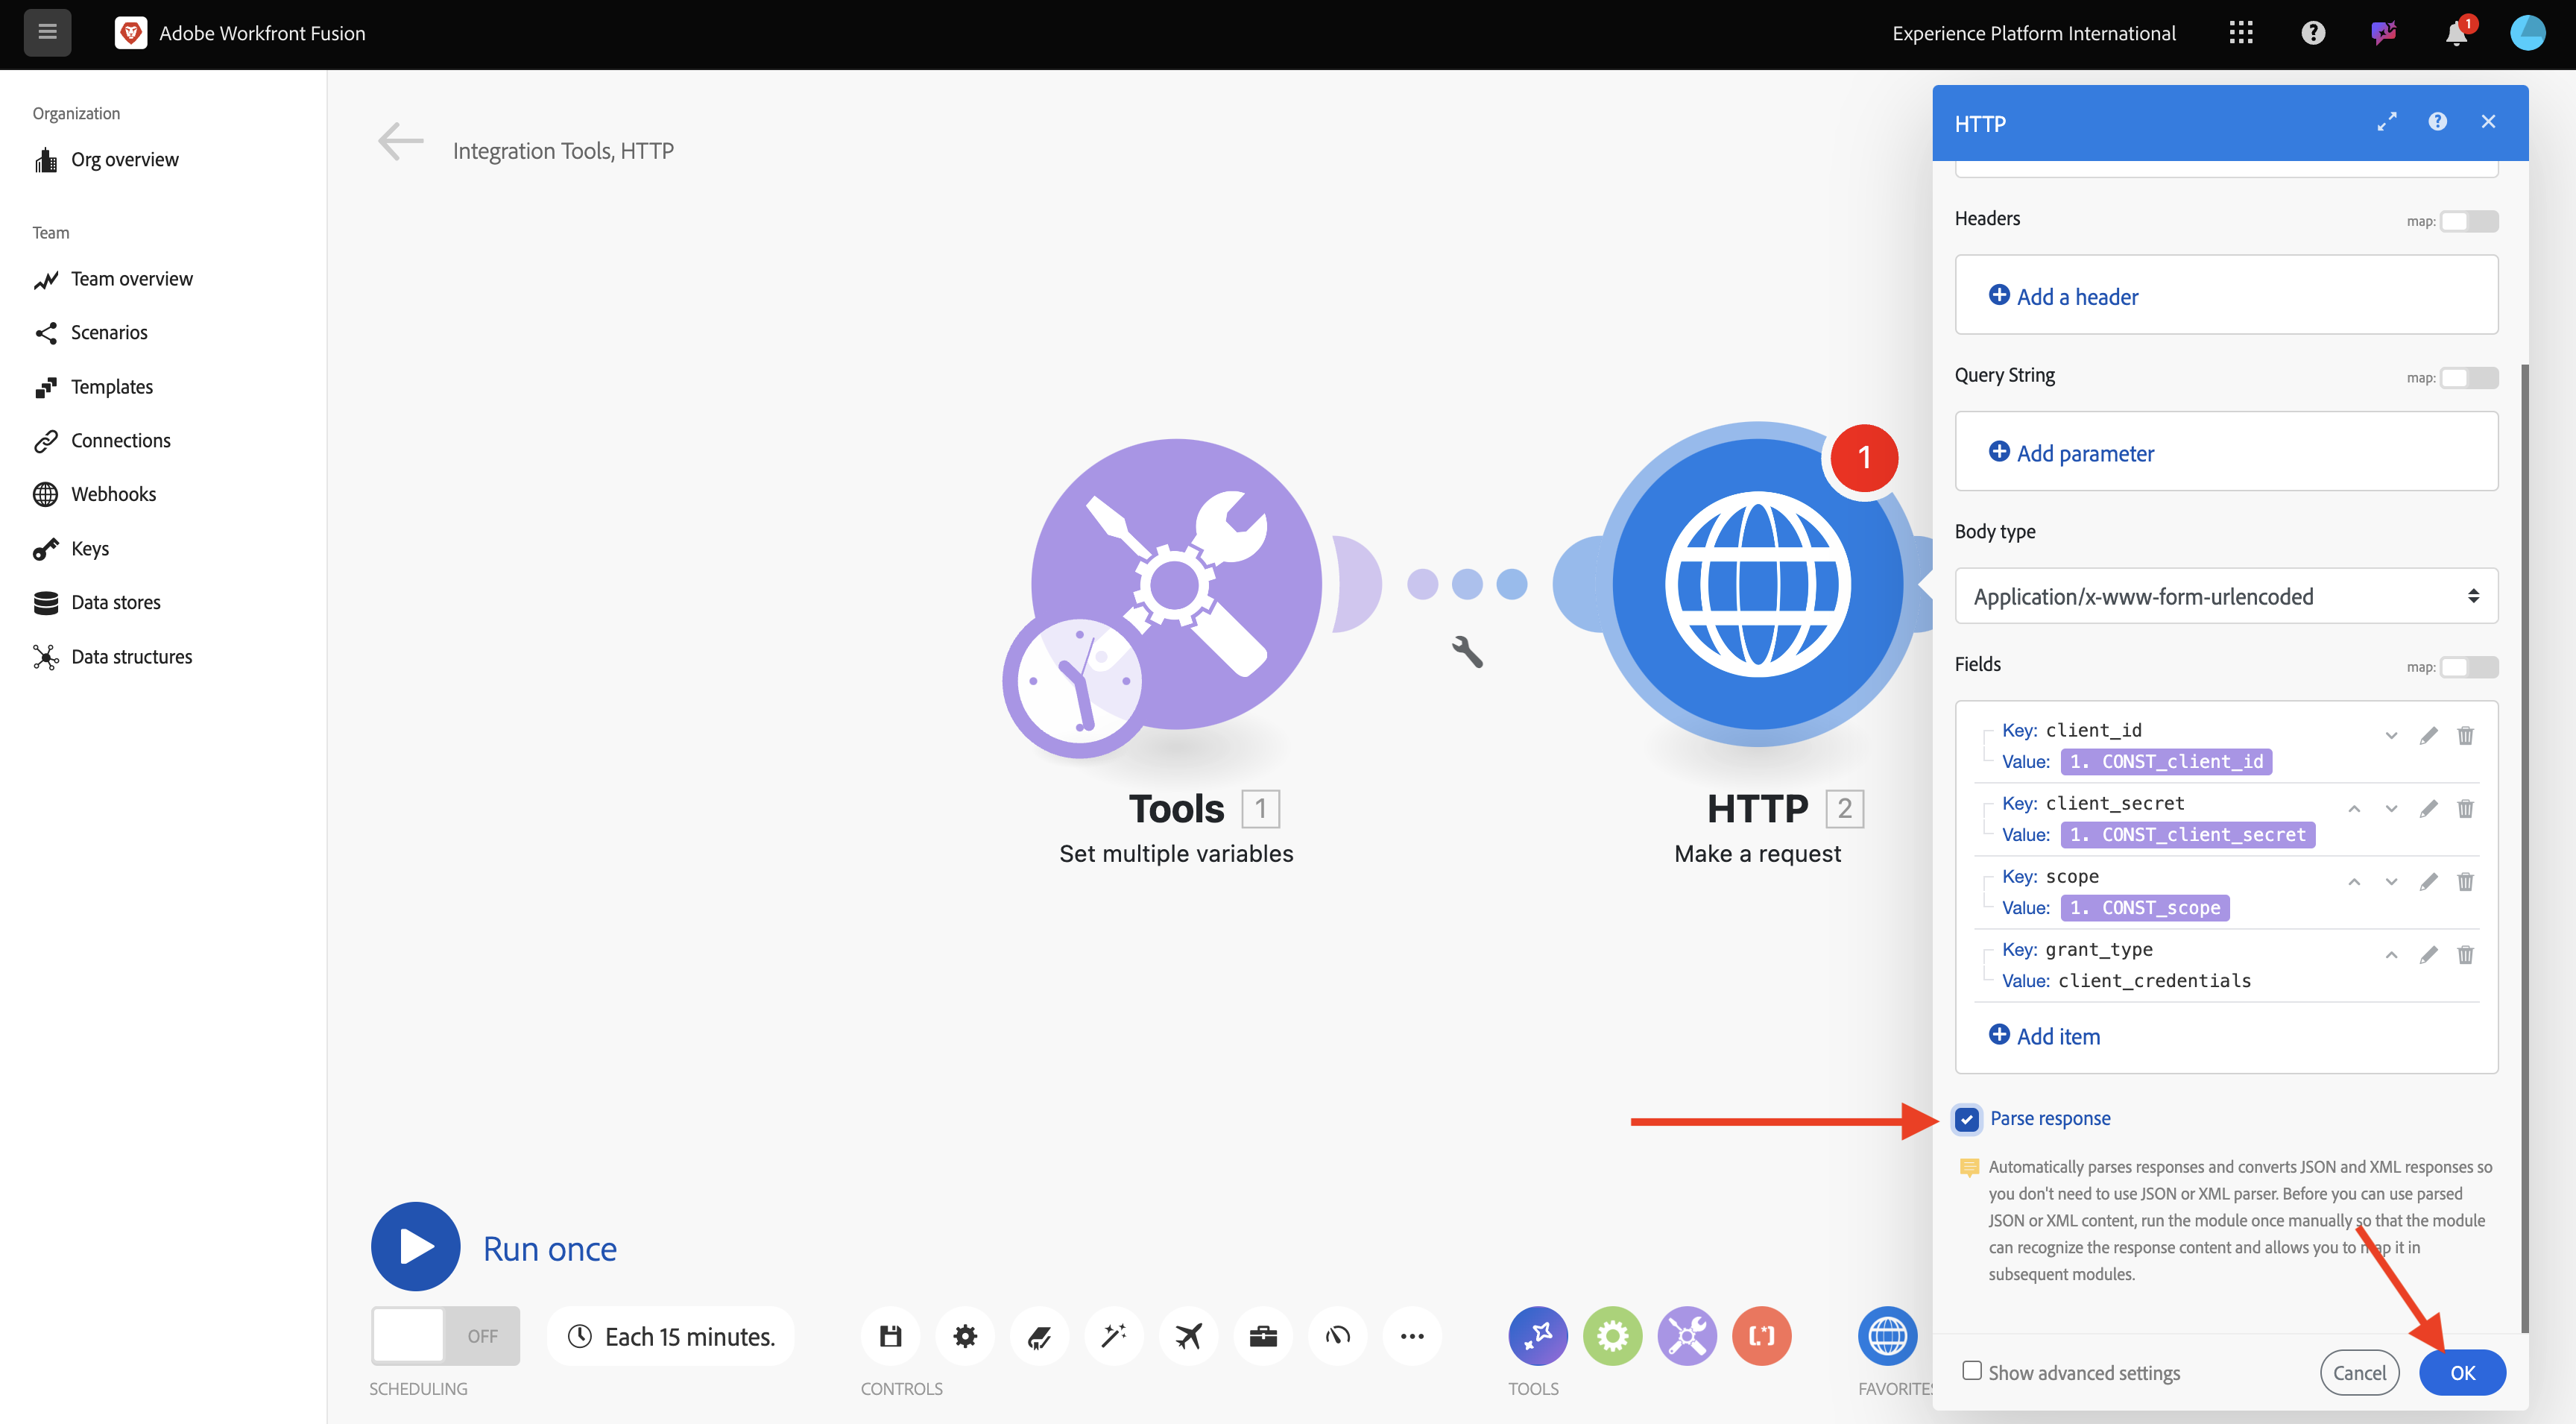 Adobe Workfront Fusion
Experience Platform International
1
Organization
Org overview
Team
Team overview
Scenarios
Templates
Connections
Webhooks
Keys
Data stores
Data structures
Integration Tools, HTTP
1
Tools 1
Set multiple variables
HTTP 2
Make a request
Run once
OFF
Each 15 minutes.
SCHEDULING
CONTROLS
TOOLS
FAVORITES
HTTP
Headers
map:
Add a header
Query String
map:
Add parameter
Body type
Application/x-www-form-urlencoded
Fields
map:
Key: client_id
Value: 1. CONST_client_id
Key: client_secret
Value: 1. CONST_client_secret
Key: scope
Value: 1. CONST_scope
Key: grant_type
Value: client_credentials
Add item
Parse response
Automatically parses responses and converts JSON and XML responses so
you don't need to use JSON or XML parser. Before you can use parsed
JSON or XML content, run the module once manually so that the module
can recognize the response content and allows you to map it in
subsequent modules.
Show advanced settings
Cancel
OK